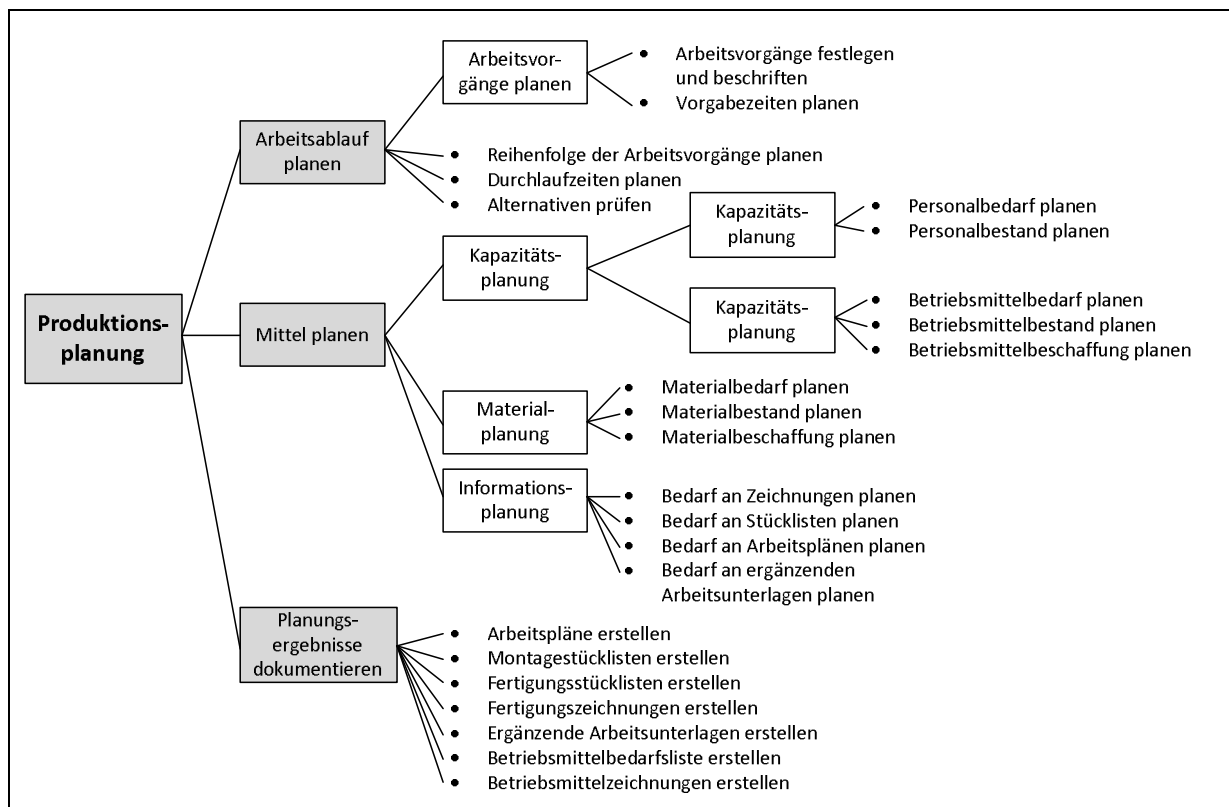 Produktions-
planung
Arbeitsablauf
planen
Arbeitsvor-
gänge planen
• Arbeitsvorgänge festlegen
und beschriften
• Vorgabezeiten planen
• Reihenfolge der Arbeitsvorgänge planen
• Durchlaufzeiten planen
• Alternativen prüfen
Mittel planen
Kapazitäts-
planung
Kapazitäts-
planung
• Personalbedarf planen
• Personalbestand planen
Kapazitäts-
planung
• Betriebsmittelbedarf planen
• Betriebsmittelbestand planen
• Betriebsmittelbeschaffung planen
Material-
planung
• Materialbedarf planen
• Materialbestand planen
• Materialbeschaffung planen
Informations-
planung
• Bedarf an Zeichnungen planen
• Bedarf an Stücklisten planen
• Bedarf an Arbeitsplänen planen
• Bedarf an ergänzenden
Arbeitsunterlagen planen
Planungs-
ergebnisse
dokumentieren
• Arbeitspläne erstellen
• Montagestücklisten erstellen
• Fertigungsstücklisten erstellen
• Fertigungszeichnungen erstellen
• Ergänzende Arbeitsunterlagen erstellen
• Betriebsmittelbedarfsliste erstellen
• Betriebsmittelzeichnungen erstellen